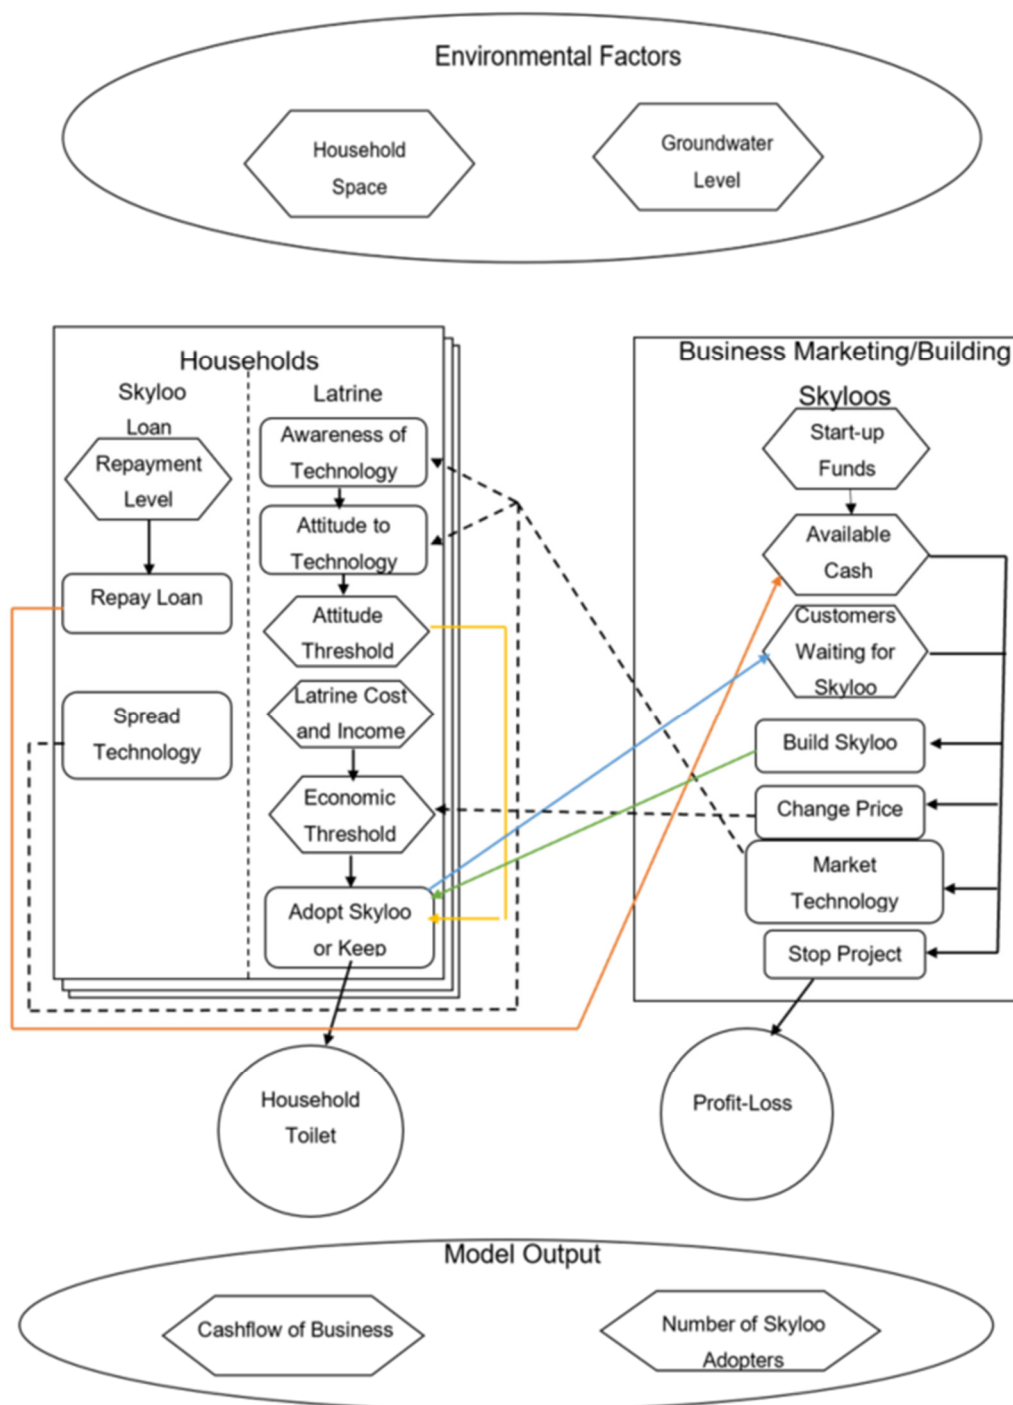 Environmental Factors
Household
Space
Groundwater
Level
Households
Skyloo
Loan
Repayment
Level
Repay Loan
Spread
Technology
Latrine
Awareness of
Technology
Attitude to
Technology
Attitude
Threshold
Latrine Cost
and Income
Economic
Threshold
Adopt Skyloo
or Keep
Business Marketing/Building
Skyloos
Start-up
Funds
Available
Cash
Customers
Waiting for
Skyloo
Build Skyloo
Change Price
Market
Technology
Stop Project
Household
Toilet
Profit-Loss
Model Output
Cashflow of Business
Number of Skyloo
Adopters